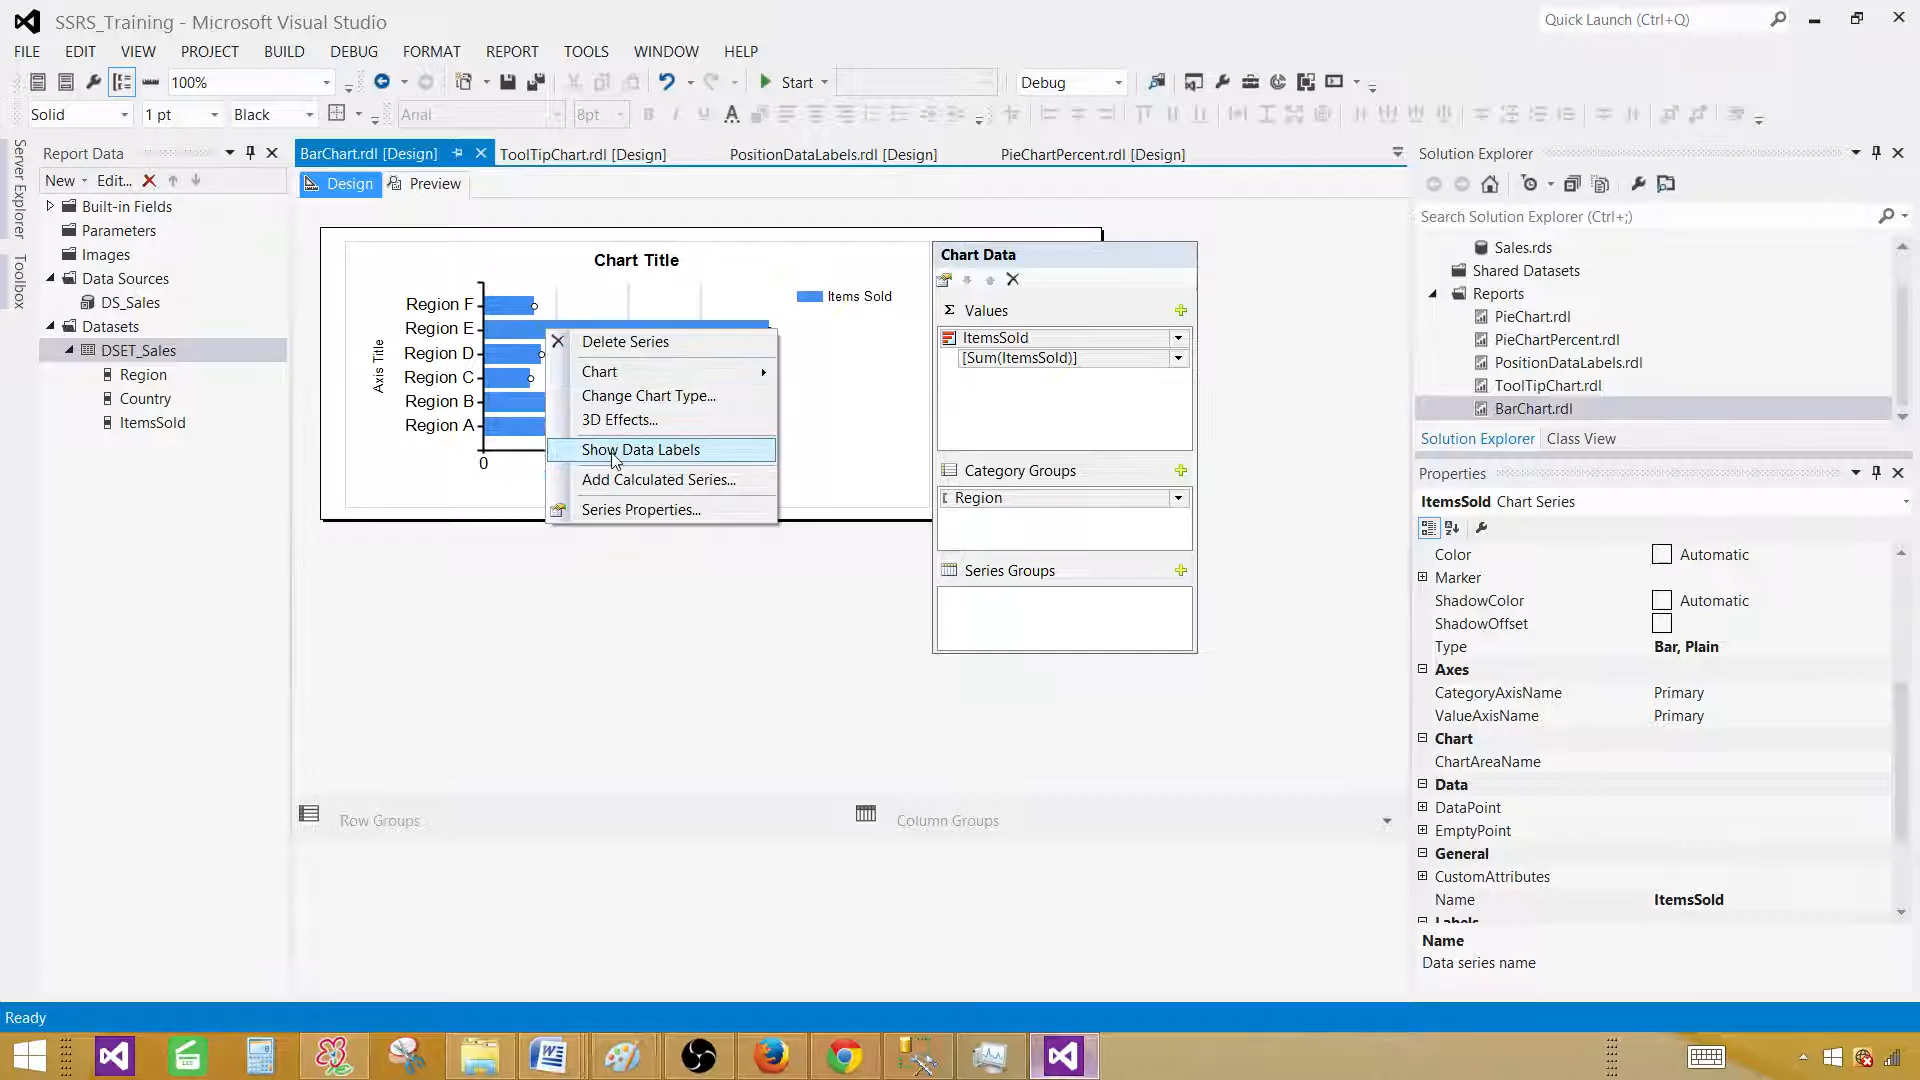 SSRS_Training - Microsoft Visual Studio
Quick Launch (Ctrl+Q)
FILE EDIT VIEW PROJECT BUILD DEBUG FORMAT REPORT TOOLS WINDOW HELP
100% Start Debug
Solid 1 pt Black Arial 8pt B I U A
Server Explorer
Toolbox
Report Data
New Edit...
Built-in Fields
Parameters
Images
Data Sources
DS_Sales
Datasets
DSET_Sales
Region
Country
ItemsSold
BarChart.rdl [Design] ToolTipChart.rdl [Design] PositionDataLabels.rdl [Design] PieChartPercent.rdl [Design]
Design Preview
Chart Title
Axis Title
Region F
Region E
Region D
Region C
Region B
Region A
0
Items Sold
Delete Series
Chart
Change Chart Type...
3D Effects...
Show Data Labels
Add Calculated Series...
Series Properties...
Chart Data
Σ Values
ItemsSold
[Sum(ItemsSold)]
Category Groups
Region
Series Groups
Row Groups Column Groups
Solution Explorer
Search Solution Explorer (Ctrl+;)
Sales.rds
Shared Datasets
Reports
PieChart.rdl
PieChartPercent.rdl
PositionDataLabels.rdl
ToolTipChart.rdl
BarChart.rdl
Solution Explorer Class View
Properties
ItemsSold Chart Series
Color Automatic
Marker
ShadowColor Automatic
ShadowOffset
Type Bar, Plain
Axes
CategoryAxisName Primary
ValueAxisName Primary
Chart
ChartAreaName
Data
DataPoint
EmptyPoint
General
CustomAttributes
Name ItemsSold
Labels
Name
Data series name
Ready